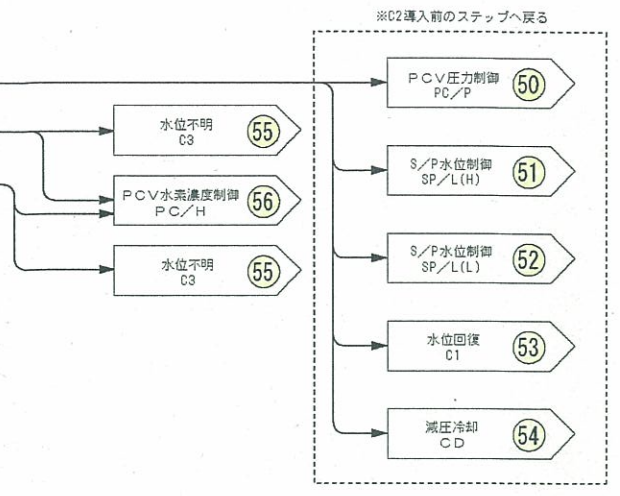 ※C2導入前のステップへ戻る
PCV圧力制御
PC/P
50
水位不明
C3
55
S/P水位制御
SP/L(H)
51
PCV水素濃度制御
PC/H
56
S/P水位制御
SP/L(L)
52
水位不明
C3
55
水位回復
C1
53
減圧冷却
CD
54